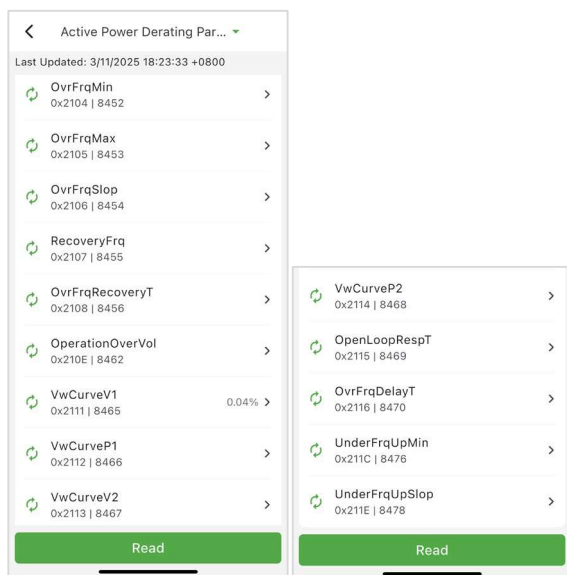 Active Power Derating Par...
Last Updated: 3/11/2025 18:23:33 +0800
OvrFrqMin
0x2104 | 8452
OvrFrqMax
0x2105 | 8453
OvrFrqSlop
0x2106 | 8454
RecoveryFrq
0x2107 | 8455
OvrFrqRecoveryT
0x2108 | 8456
OperationOverVol
0x210E | 8462
VwCurveV1
0.04%
0x2111 | 8465
VwCurveP1
0x2112 | 8466
VwCurveV2
0x2113 | 8467
Read
VwCurveP2
0x2114 | 8468
OpenLoopRespT
0x2115 | 8469
OvrFrqDelayT
0x2116 | 8470
UnderFrqUpMin
0x211C | 8476
UnderFrqUpSlop
0x211E | 8478
Read